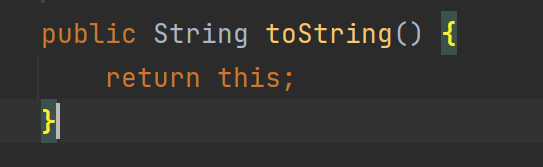 public String toString() {
    return this;
}